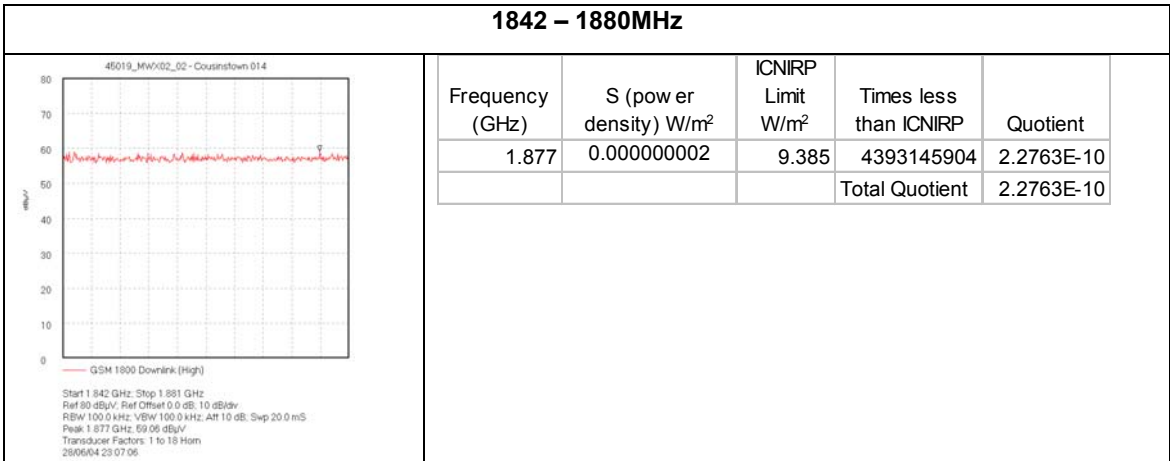 1842 – 1880MHz
45019_MWX02_02 - Cousinstown 014
80
70
60
50
40
30
20
10
0
dBµV
GSM 1800 Downlink (High)
Start 1.842 GHz; Stop 1.881 GHz
Ref 80 dBµV; Ref Offset 0.0 dB; 10 dB/div
RBW 100.0 kHz; VBW 100.0 kHz; Att 10 dB; Swp 20.0 mS
Peak 1.877 GHz, 59.06 dBµV
Transducer Factors: 1 to 18 Horn
28/06/04 23:07:06
Frequency (GHz) S (pow er density) W/m² ICNIRP Limit W/m² Times less than ICNIRP Quotient
1.877 0.000000002 9.385 4393145904 2.2763E-10
Total Quotient 2.2763E-10